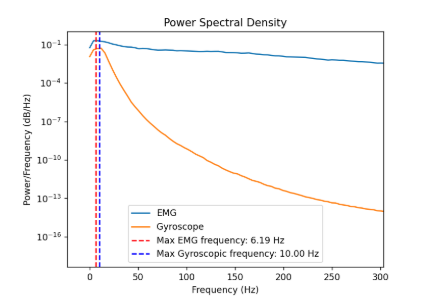 Power Spectral Density
Power/Frequency (dB/Hz)
10⁻¹
10⁻⁴
10⁻⁷
10⁻¹⁰
10⁻¹³
10⁻¹⁶
EMG
Gyroscope
Max EMG frequency: 6.19 Hz
Max Gyroscopic frequency: 10.00 Hz
0 50 100 150 200 250 300
Frequency (Hz)